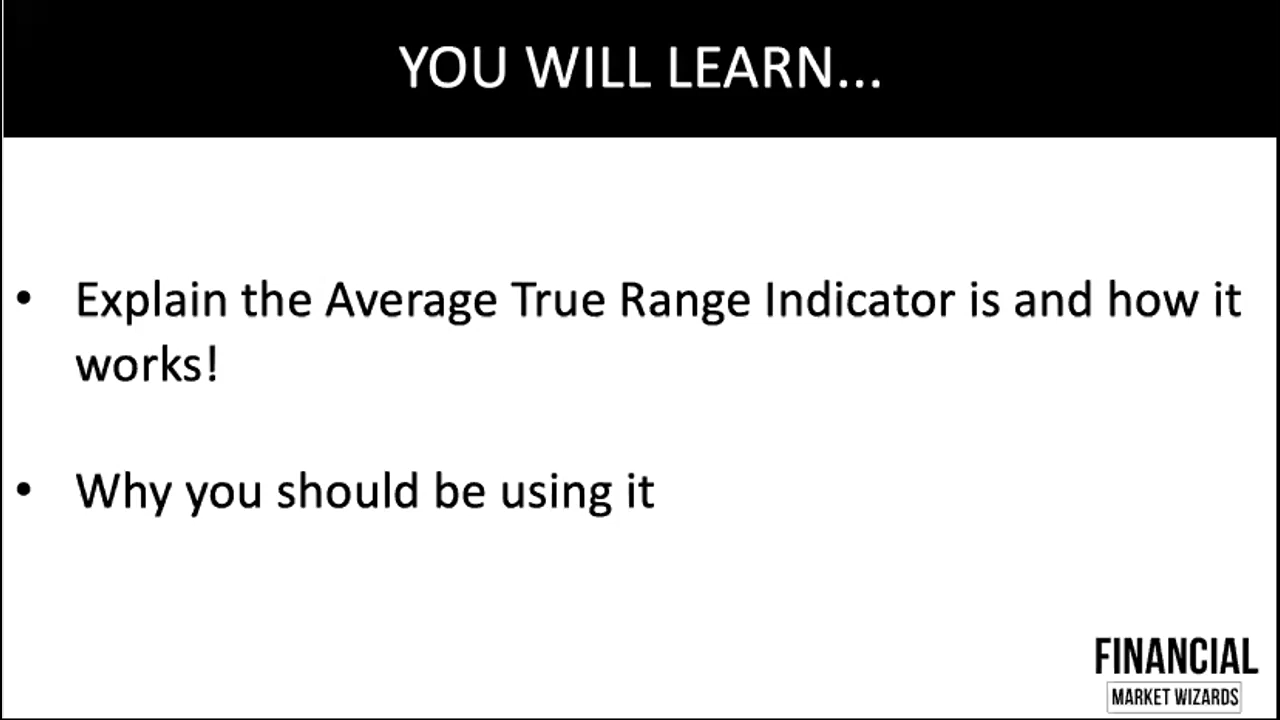 YOU WILL LEARN...
• Explain the Average True Range Indicator is and how it
works!
• Why you should be using it
FINANCIAL
MARKET WIZARDS